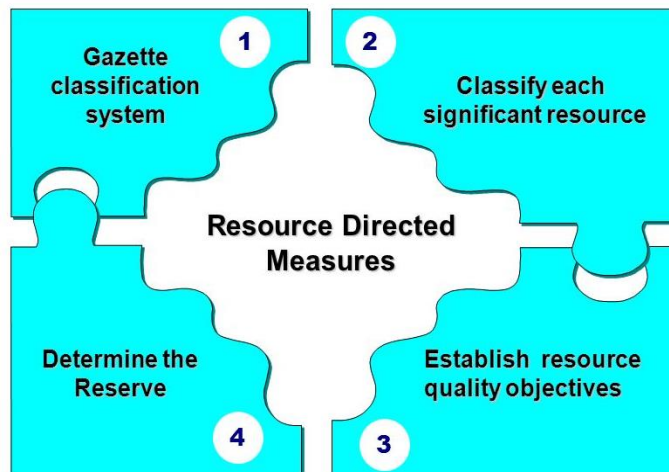 1
Gazette
classification
system
2
Classify each
significant resource
Resource Directed
Measures
Determine the
Reserve
4
Establish resource
quality objectives
3